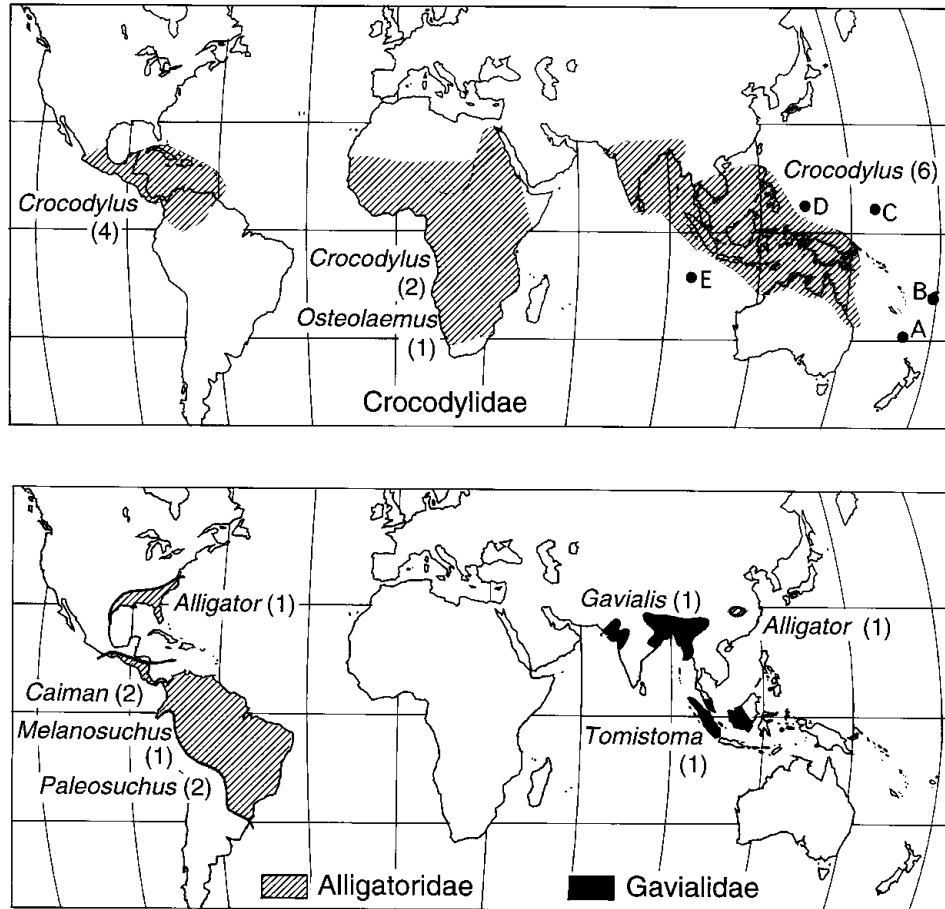 Crocodylus (6)
D
C
Crocodylus
(4)
Crocodylus
(2)
E
B
Osteolaemus
(1)
A
Crocodylidae
Alligator (1)
Gavialis (1)
Alligator (1)
Caiman (2)
Melanosuchus
(1)
Tomistoma
(1)
Paleosuchus (2)
Alligatoridae
Gavialidae